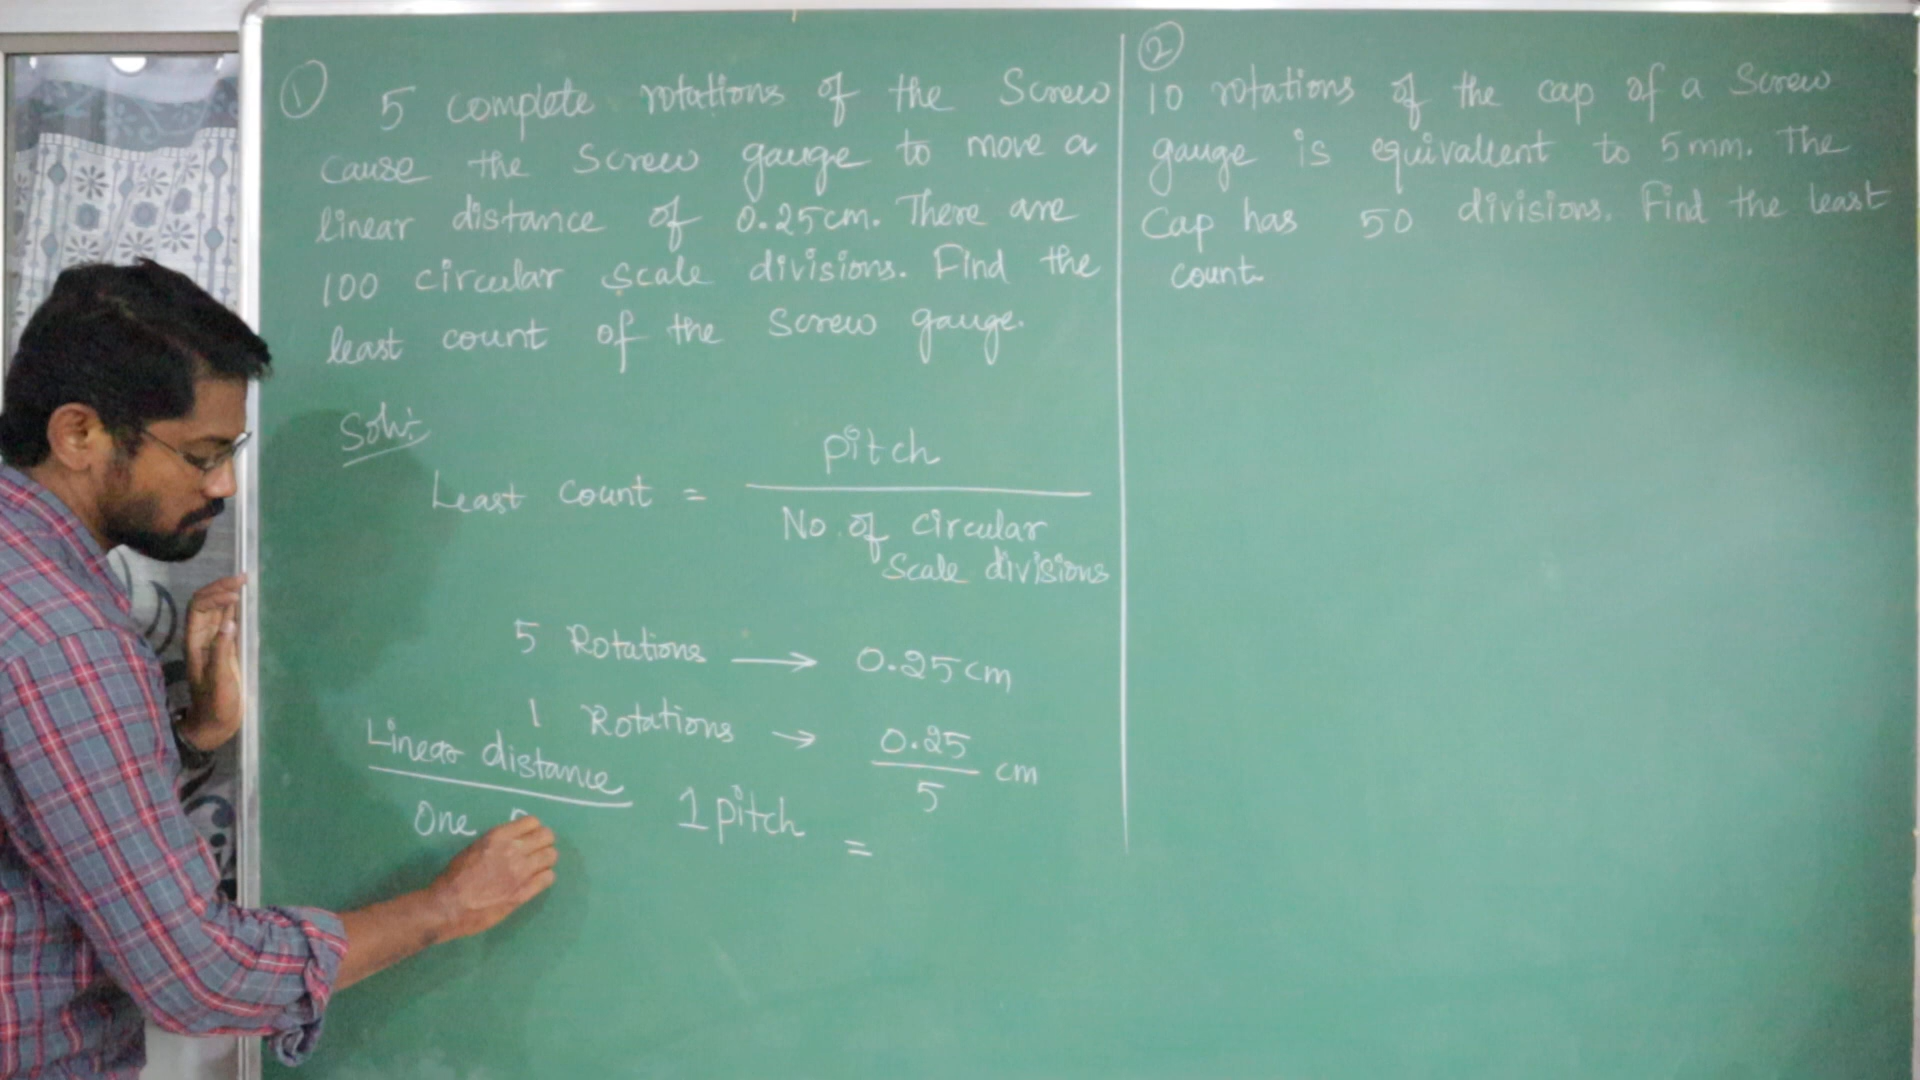 ① 5 complete rotations of the Screw
cause the screw gauge to move a
linear distance of 0.25cm. There are
100 circular scale divisions. Find the
least count of the screw gauge.
Soln:
Least count = pitch
No. of circular
scale divisions
5 Rotations → 0.25cm
1 Rotations → 0.25
5 cm
Linear distance
One
1 pitch =
②
10 rotations of the cap of a Screw
gauge is equivalent to 5mm. The
Cap has 50 divisions. Find the least
count